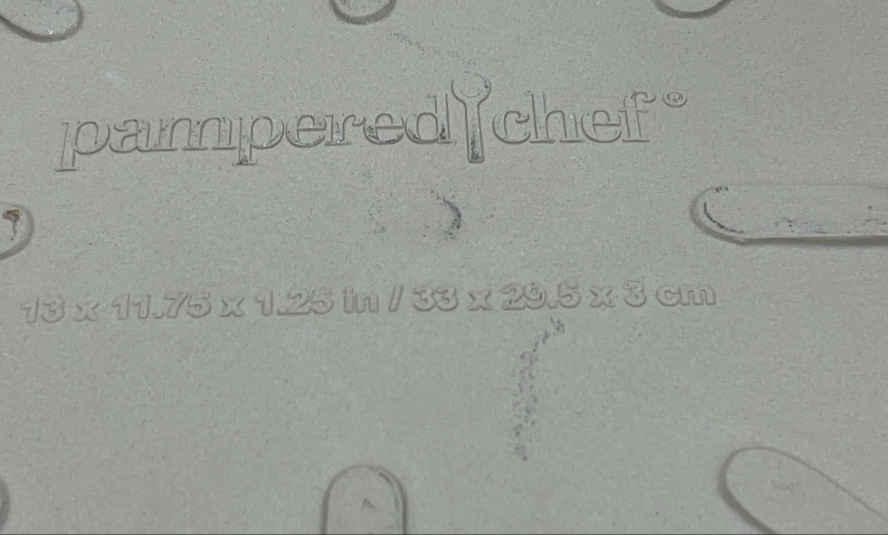 pampered chef®
13 x 11.75 x 1.25 in / 33 x 29.5 x 3 cm